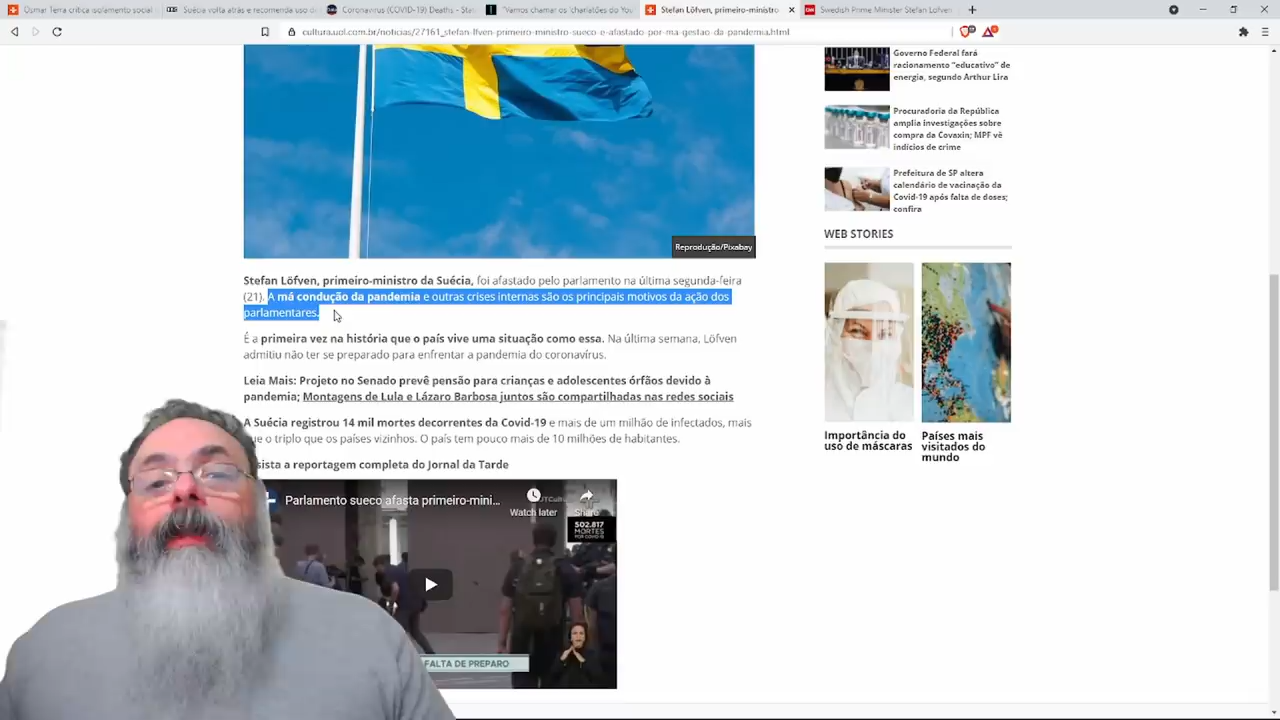 Osmar Terra critica isolamento social
Suécia volta atrás e recomenda uso d
Coronavirus (COVID-19) Deaths - Stat
"Vamos chamar os 'charlatões do You
Stefan Löfven, primeiro-ministro
Swedish Prime Minister Stefan Lofven
cultura.uol.com.br/noticias/27161_stefan-lfven-primeiro-ministro-sueco-e-afastado-por-ma-gestao-da-pandemia.html
Reprodução/Pixabay
Stefan Löfven, primeiro-ministro da Suécia, foi afastado pelo parlamento na última segunda-feira
(21). A má condução da pandemia e outras crises internas são os principais motivos da ação dos
parlamentares.
É a primeira vez na história que o país vive uma situação como essa. Na última semana, Löfven
admitiu não ter se preparado para enfrentar a pandemia do coronavírus.
Leia Mais: Projeto no Senado prevê pensão para crianças e adolescentes órfãos devido à
pandemia; Montagens de Lula e Lázaro Barbosa juntos são compartilhadas nas redes sociais
A Suécia registrou 14 mil mortes decorrentes da Covid-19 e mais de um milhão de infectados, mais
que o triplo que os países vizinhos. O país tem pouco mais de 10 milhões de habitantes.
sista a reportagem completa do Jornal da Tarde
Parlamento sueco afasta primeiro-mini...
Watch later
Share
502.817
MORTES
POR COVID-19
FALTA DE PREPARO
Governo Federal fará
racionamento "educativo" de
energia, segundo Arthur Lira
Procuradoria da República
amplia investigações sobre
compra da Covaxin; MPF vê
indícios de crime
Prefeitura de SP altera
calendário de vacinação da
Covid-19 após falta de doses;
confira
WEB STORIES
Importância do
uso de máscaras
Países mais
visitados do
mundo